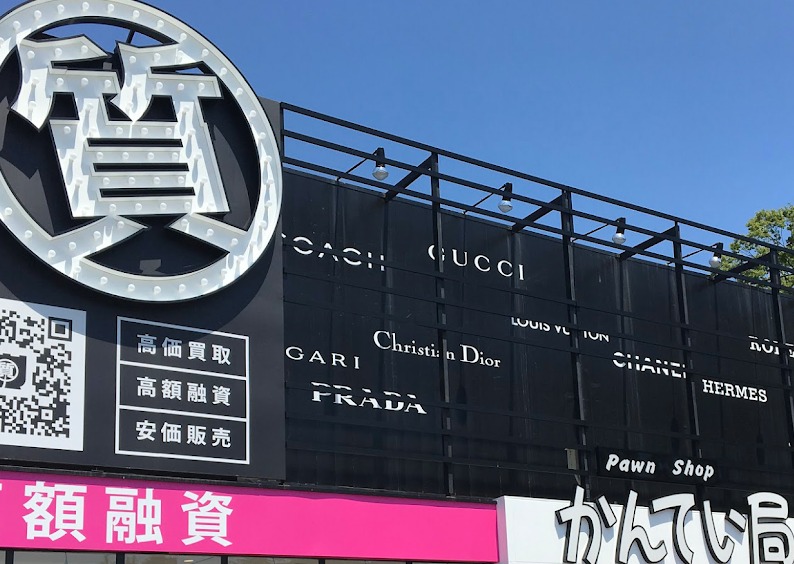 質
COACH
GUCCI
LOUIS VUITTON
GARI
Christian Dior
CHANEL
PRADA
HERMES
高価買取
高額融資
安価販売
Pawn Shop
額融資
かんてい局